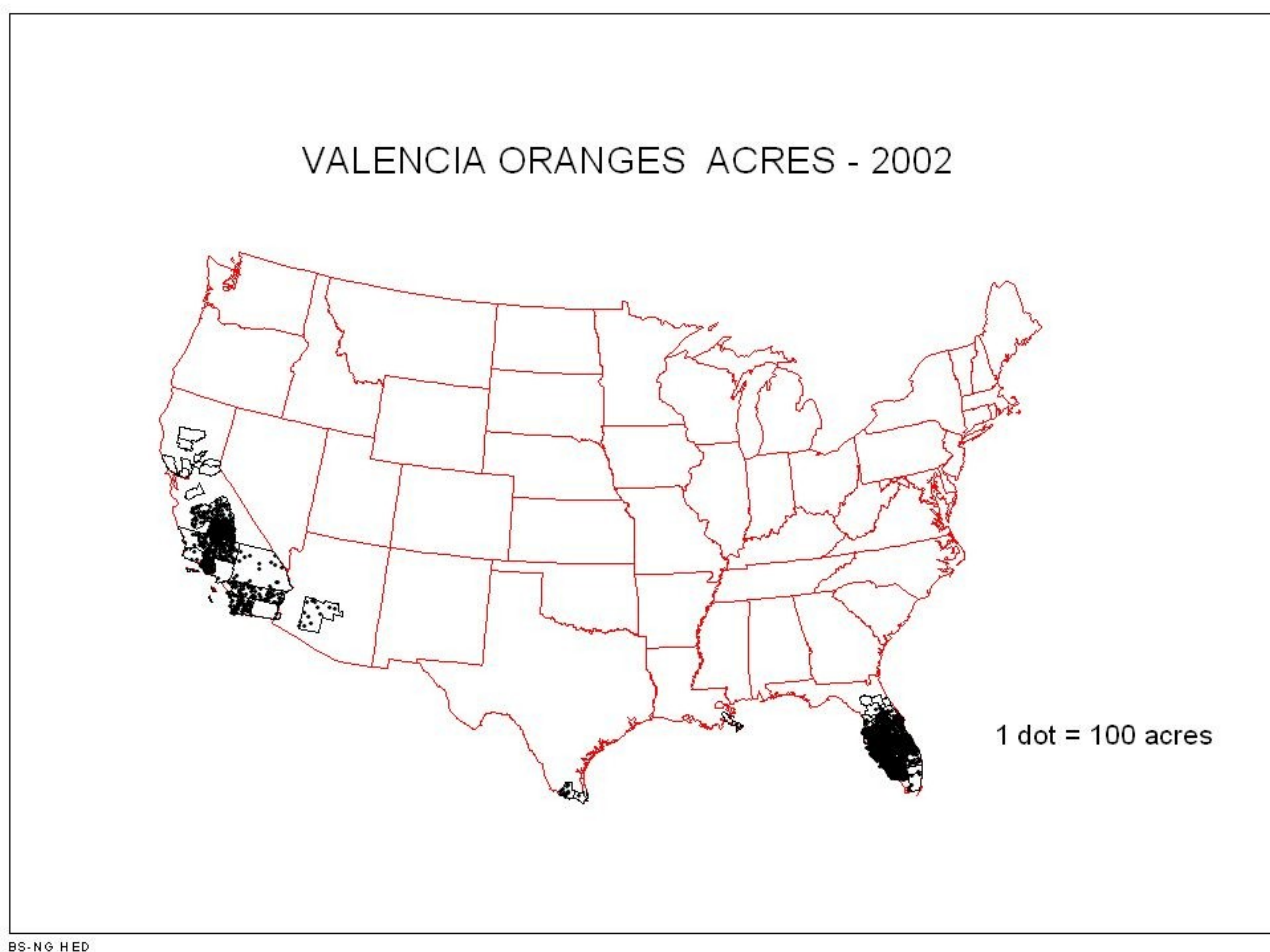 VALENCIA ORANGES ACRES - 2002
1 dot = 100 acres
BS-NG HED